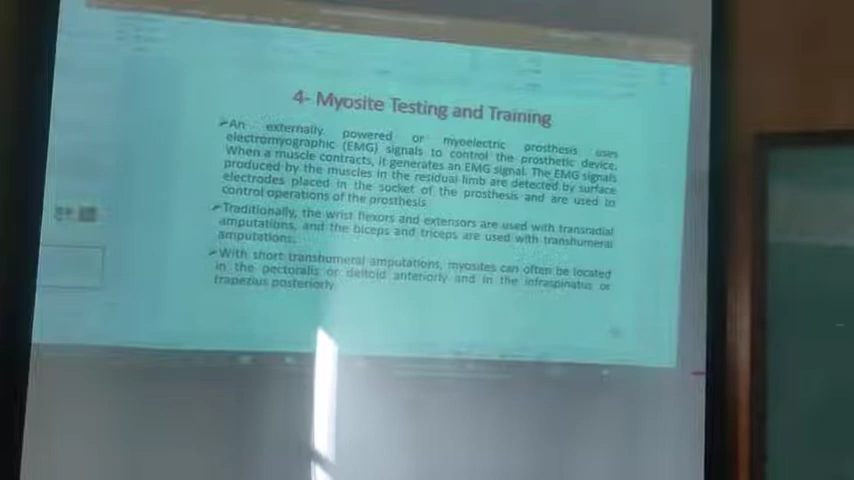 4- Myosite Testing and Training
➢An externally powered or myoelectric prosthesis uses
electromyographic (EMG) signals to control the prosthetic device.
When a muscle contracts, it generates an EMG signal. The EMG signals
produced by the muscles in the residual limb are detected by surface
electrodes placed in the socket of the prosthesis and are used to
control operations of the prosthesis
➢Traditionally, the wrist flexors and extensors are used with transradial
amputations, and the biceps and triceps are used with transhumeral
amputations.
➢With short transhumeral amputations, myosites can often be located
in the pectoralis or deltoid anteriorly and in the infraspinatus or
trapezius posteriorly